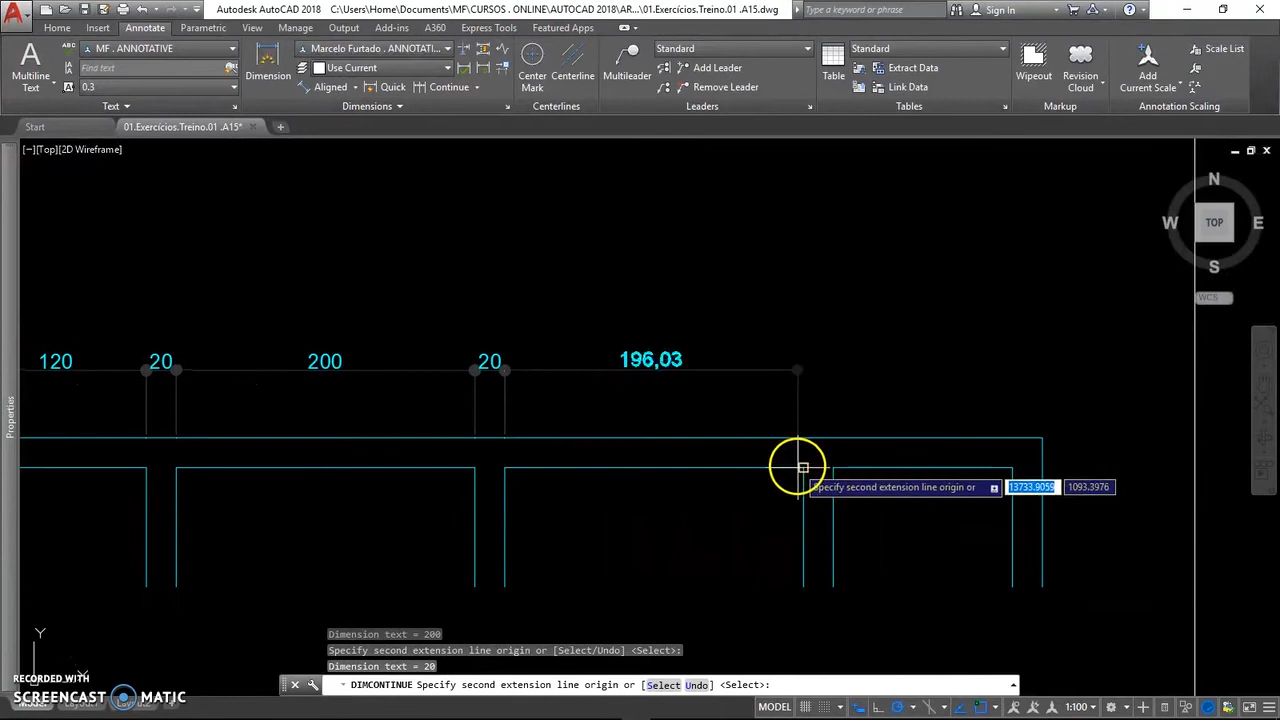 Autodesk AutoCAD 2018 C:\Users\Home\Documents\MF\CURSOS . ONLINE\AUTOCAD 2018\AR...\01.Exercícios.Treino.01 .A15.dwg
Type a keyword or phrase
Sign In
Home Insert Annotate Parametric View Manage Output Add-ins A360 Express Tools Featured Apps
MF . ANNOTATIVE
Marcelo Furtado . ANNOTATI...
Standard
Standard
Scale List
Find text
Use Current
Add Leader
Extract Data
Multiline Text
Dimension
Center Mark
Centerline
Multileader
Table
Wipeout
Revision Cloud
Add Current Scale
0.3
Aligned
Quick
Continue
Remove Leader
Link Data
Text
Dimensions
Centerlines
Leaders
Tables
Markup
Annotation Scaling
Start
01.Exercícios.Treino.01 .A15*
[−][Top][2D Wireframe]
N
W
TOP
E
S
WCS
120 20 200 20 196,03
Properties
Specify second extension line origin or 13733.9059 1093.3976
Y
Dimension text = 200
Specify second extension line origin or [Select/Undo] <Select>:
Dimension text = 20
DIMCONTINUE Specify second extension line origin or [Select Undo] <Select>:
RECORDED WITH
SCREENCAST MATIC
Model
MODEL
1:100